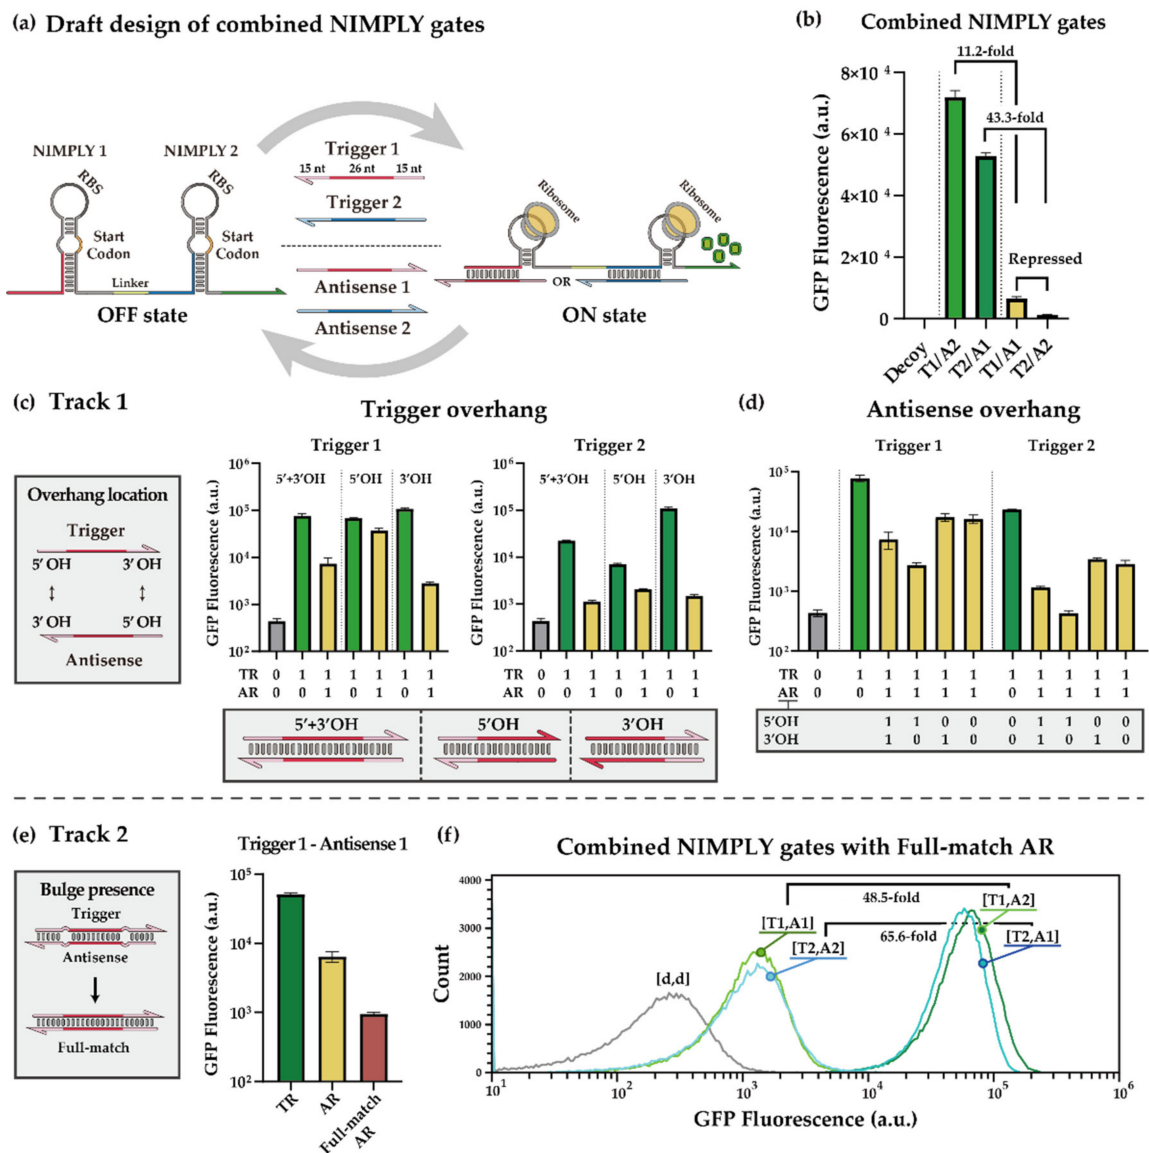 (a) Draft design of combined NIMPLY gates
NIMPLY 1
NIMPLY 2
RBS
RBS
Start
Codon
Start
Codon
Linker
OFF state
Trigger 1
15 nt 26 nt 15 nt
Trigger 2
Antisense 1
Antisense 2
Ribosome
Ribosome
OR
ON state
(b) Combined NIMPLY gates
11.2-fold
43.3-fold
Repressed
GFP Fluorescence (a.u.)
8×10 4
6×10 4
4×10 4
2×10 4
0
Decoy
T1/A2
T2/A1
T1/A1
T2/A2
(c) Track 1
Overhang location
Trigger
5′ OH 3′ OH
3′ OH 5′ OH
Antisense
Trigger overhang
Trigger 1
5′+3′OH 5′OH 3′OH
GFP Fluorescence (a.u.)
10⁶
10⁵
10⁴
10³
10²
TR 0 1 1 1 1 1 1
AR 0 0 1 0 1 0 1
Trigger 2
5′+3′OH 5′OH 3′OH
GFP Fluorescence (a.u.)
10⁶
10⁵
10⁴
10³
10²
TR 0 1 1 1 1 1 1
AR 0 0 1 0 1 0 1
5′+3′OH 5′OH 3′OH
(d) Antisense overhang
Trigger 1 Trigger 2
GFP Fluorescence (a.u.)
10⁵
10⁴
10³
10²
TR 0 1 1 1 1 1 1 1 1 1 1
AR 0 0 1 1 1 1 0 1 1 1 1
5′OH 1 1 0 0 0 1 1 0 0
3′OH 1 0 1 0 0 1 0 1 0
(e) Track 2
Bulge presence
Trigger
Antisense
Full-match
Trigger 1 - Antisense 1
GFP Fluorescence (a.u.)
10⁵
10⁴
10³
10²
TR
AR
Full-match
AR
(f) Combined NIMPLY gates with Full-match AR
48.5-fold
65.6-fold
[T1,A1]
[T2,A2]
[T1,A2]
[T2,A1]
[d,d]
Count
4000
3000
2000
1000
0
10¹ 10² 10³ 10⁴ 10⁵ 10⁶
GFP Fluorescence (a.u.)